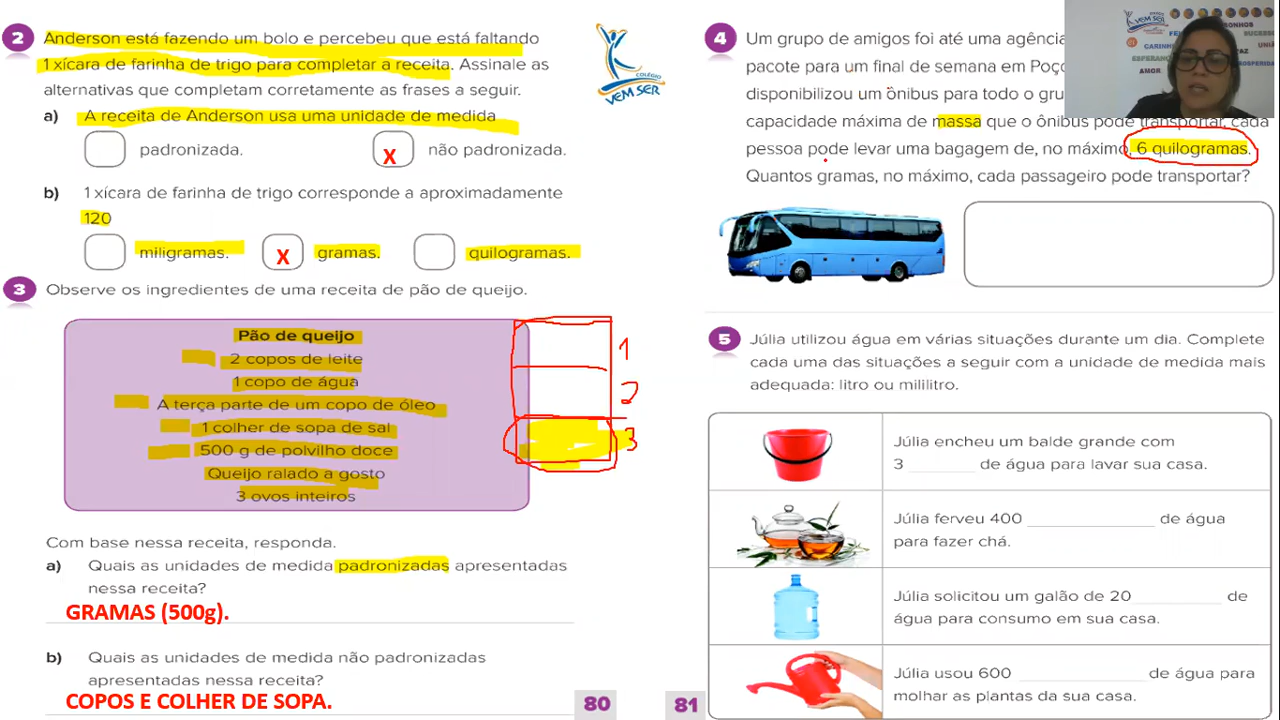 2
Anderson está fazendo um bolo e percebeu que está faltando
1 xícara de farinha de trigo para completar a receita. Assinale as
alternativas que completam corretamente as frases a seguir.
a) A receita de Anderson usa uma unidade de medida
padronizada.
X não padronizada.
b) 1 xícara de farinha de trigo corresponde a aproximadamente
120
miligramas. X gramas. quilogramas.
3 Observe os ingredientes de uma receita de pão de queijo.
Pão de queijo
2 copos de leite
1 copo de água
A terça parte de um copo de óleo
1 colher de sopa de sal
500 g de polvilho doce
Queijo ralado a gosto
3 ovos inteiros
1
2
3
Com base nessa receita, responda.
a) Quais as unidades de medida padronizadas apresentadas
nessa receita?
GRAMAS (500g).
b) Quais as unidades de medida não padronizadas
apresentadas nessa receita?
COPOS E COLHER DE SOPA.
80
COLÉGIO
VEM SER
4 Um grupo de amigos foi até uma agência
pacote para um final de semana em
disponibilizou um ônibus para todo o
capacidade máxima de massa que o ônibus pode transportar, cada
pessoa pode levar uma bagagem de, no máximo, 6 quilogramas.
Quantos gramas, no máximo, cada passageiro pode transportar?
VEM SER
SONHOS
CARINH
AMOR
5 Júlia utilizou água em várias situações durante um dia. Complete
cada uma das situações a seguir com a unidade de medida mais
adequada: litro ou mililitro.
Júlia encheu um balde grande com
3 de água para lavar sua casa.
Júlia ferveu 400 de água
para fazer chá.
Júlia solicitou um galão de 20 de
água para consumo em sua casa.
Júlia usou 600 de água para
molhar as plantas da sua casa.
81